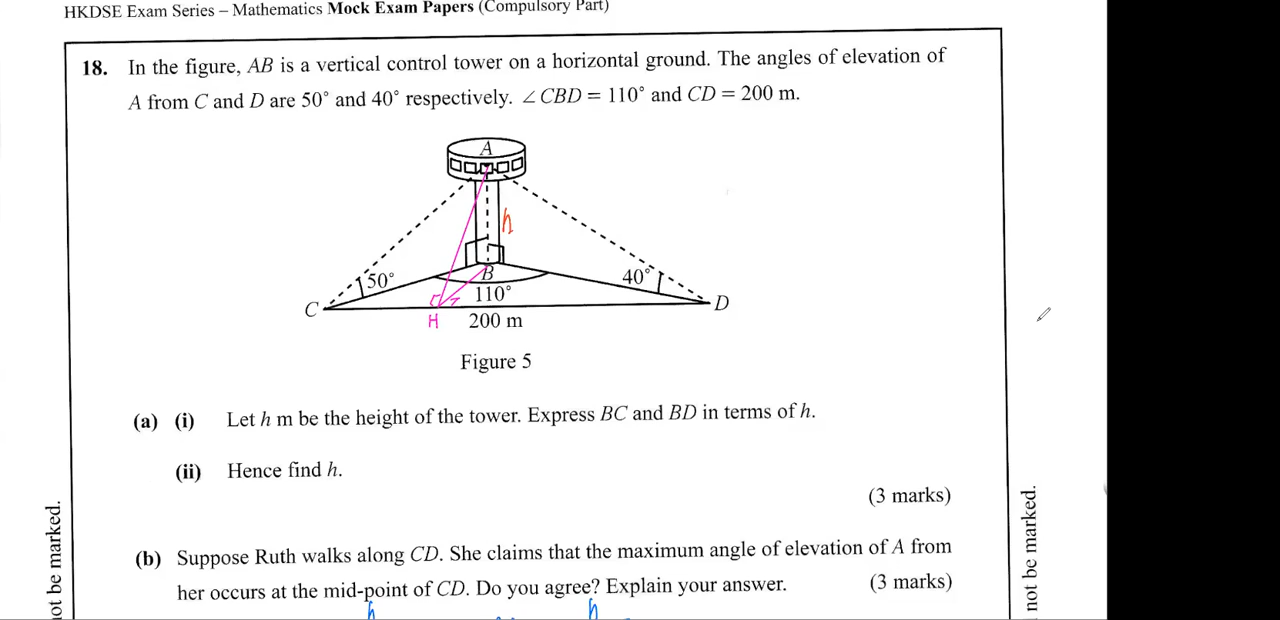 HKDSE Exam Series – Mathematics Mock Exam Papers (Compulsory Part)
18. In the figure, AB is a vertical control tower on a horizontal ground. The angles of elevation of
A from C and D are 50° and 40° respectively. ∠CBD = 110° and CD = 200 m.
A
h
50°
B
40°
110°
C
D
H
200 m
Figure 5
(a) (i) Let h m be the height of the tower. Express BC and BD in terms of h.
(ii) Hence find h.
(3 marks)
(b) Suppose Ruth walks along CD. She claims that the maximum angle of elevation of A from
her occurs at the mid-point of CD. Do you agree? Explain your answer. (3 marks)
h h
ot be marked.
not be marked.